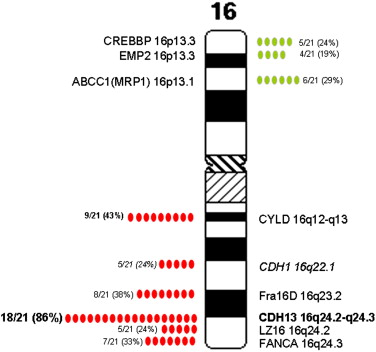 16
CREBBP 16p13.3 5/21 (24%)
EMP2 16p13.3 4/21 (19%)
ABCC1(MRP1) 16p13.1 6/21 (29%)
9/21 (43%) CYLD 16q12-q13
5/21 (24%) CDH1 16q22.1
8/21 (38%) Fra16D 16q23.2
18/21 (86%) CDH13 16q24.2-q24.3
5/21 (24%) LZ16 16q24.2
7/21 (33%) FANCA 16q24.3